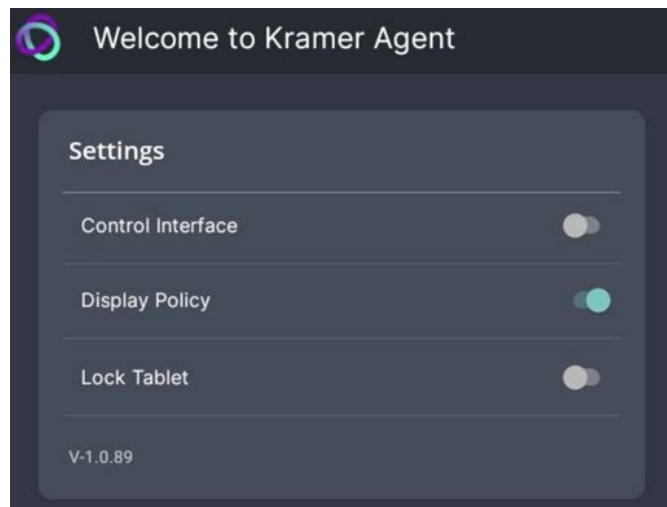 Welcome to Kramer Agent
Settings
Control Interface
Display Policy
Lock Tablet
V-1.0.89